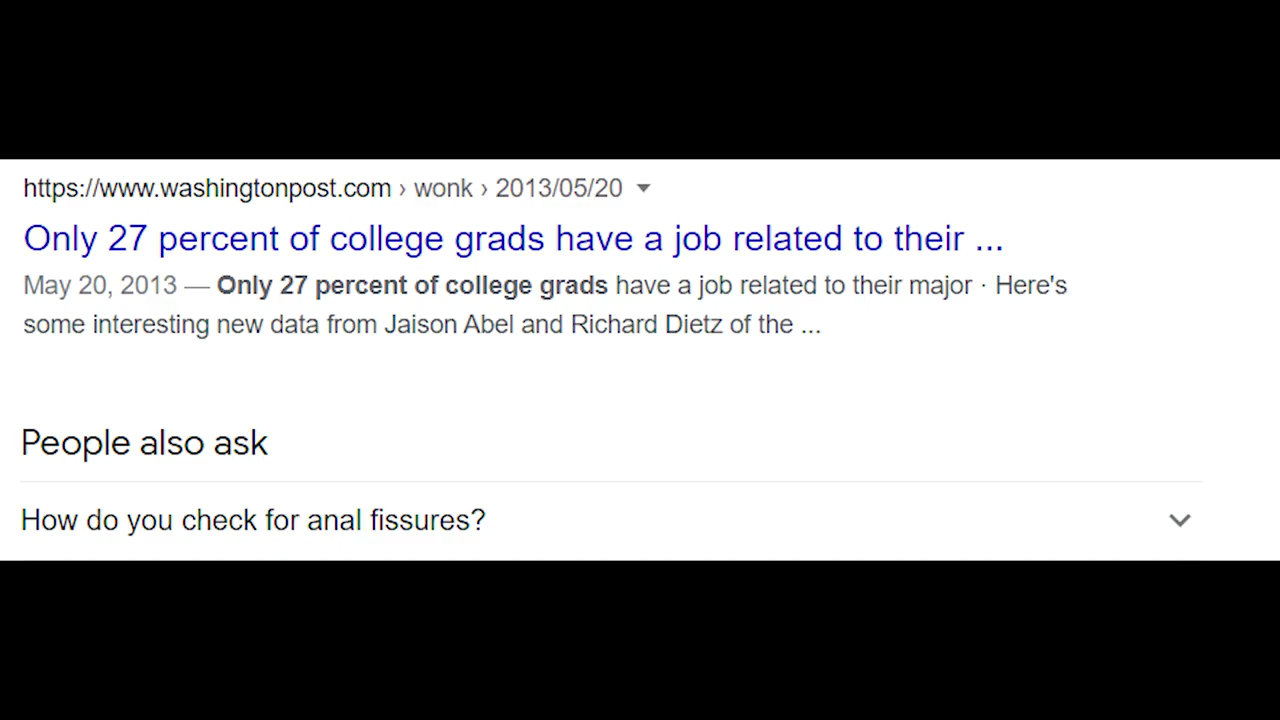 https://www.washingtonpost.com › wonk › 2013/05/20
Only 27 percent of college grads have a job related to their ...
May 20, 2013 — Only 27 percent of college grads have a job related to their major · Here's
some interesting new data from Jaison Abel and Richard Dietz of the ...
People also ask
How do you check for anal fissures?